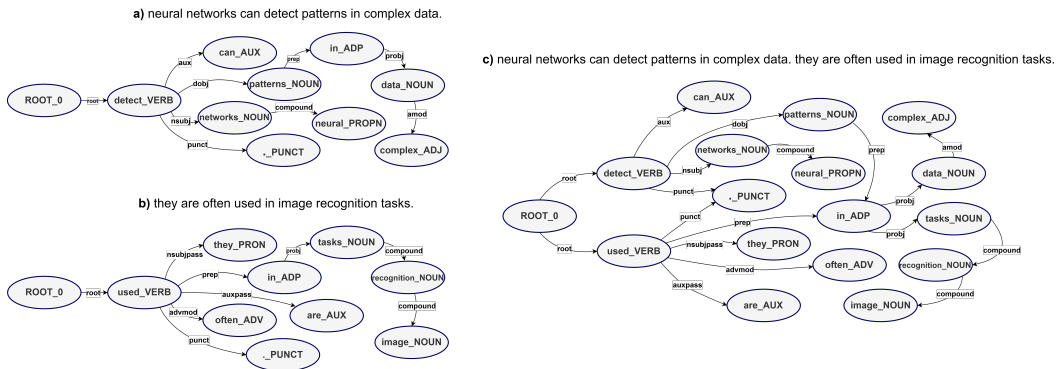 a) neural networks can detect patterns in complex data.
ROOT_0
root
detect_VERB
aux
can_AUX
dobj
patterns_NOUN
prep
in_ADP
probj
data_NOUN
amod
complex_ADJ
nsubj
networks_NOUN
compound
neural_PROPN
punct
._PUNCT
b) they are often used in image recognition tasks.
ROOT_0
root
used_VERB
nsubjpass
they_PRON
prep
in_ADP
probj
tasks_NOUN
compound
recognition_NOUN
compound
image_NOUN
auxpass
are_AUX
advmod
often_ADV
punct
._PUNCT
c) neural networks can detect patterns in complex data. they are often used in image recognition tasks.
ROOT_0
root
detect_VERB
aux
can_AUX
dobj
patterns_NOUN
prep
nsubj
networks_NOUN
compound
neural_PROPN
punct
._PUNCT
root
used_VERB
punct
prep
in_ADP
probj
data_NOUN
amod
complex_ADJ
probj
tasks_NOUN
compound
recognition_NOUN
compound
image_NOUN
nsubjpass
they_PRON
advmod
often_ADV
auxpass
are_AUX